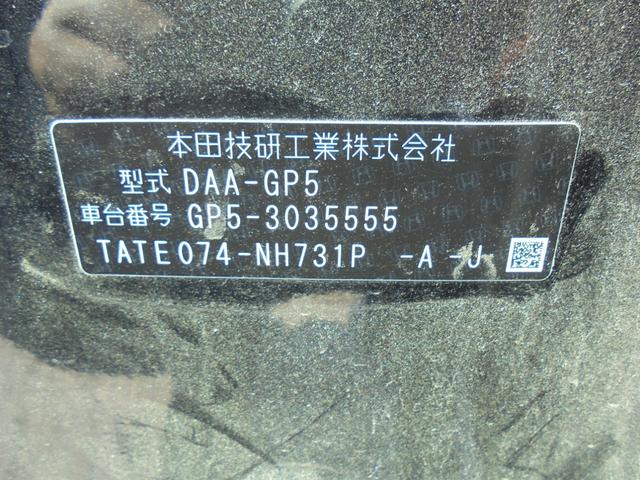 本田技研工業株式会社
型式 DAA-GP5
車台番号 GP5-3035555
TATE074-NH731P -A -J